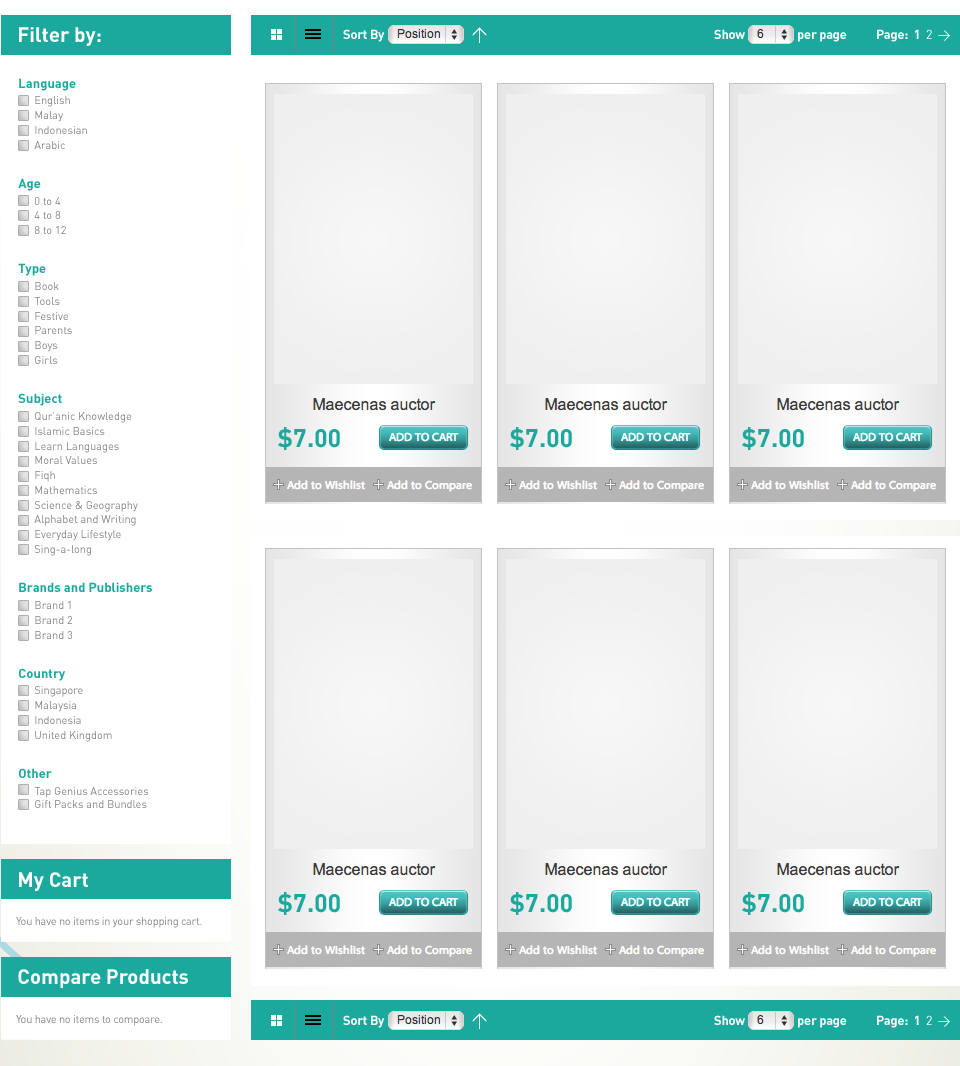 Filter by:
Language
English
Malay
Indonesian
Arabic
Age
0 to 4
4 to 8
8 to 12
Type
Book
Tools
Festive
Parents
Boys
Girls
Subject
Qur'anic Knowledge
Islamic Basics
Learn Languages
Moral Values
Fiqh
Mathematics
Science & Geography
Alphabet and Writing
Everyday Lifestyle
Sing-a-long
Brands and Publishers
Brand 1
Brand 2
Brand 3
Country
Singapore
Malaysia
Indonesia
United Kingdom
Other
Tap Genius Accessories
Gift Packs and Bundles
My Cart
You have no items in your shopping cart.
Compare Products
You have no items to compoare.
Sort By Position Show 6 per page Page: 1 2
Maecenas auctor Maecenas auctor Maecenas auctor
$7.00 ADD TO CART $7.00 ADD TO CART $7.00 ADD TO CART
Add to Wishlist Add to Compare Add to Wishlist Add to Compare Add to Wishlist Add to Compare
Maecenas auctor Maecenas auctor Maecenas auctor
$7.00 ADD TO CART $7.00 ADD TO CART $7.00 ADD TO CART
Add to Wishlist Add to Compare Add to Wishlist Add to Compare Add to Wishlist Add to Compare
Sort By Position Show 6 per page Page: 1 2